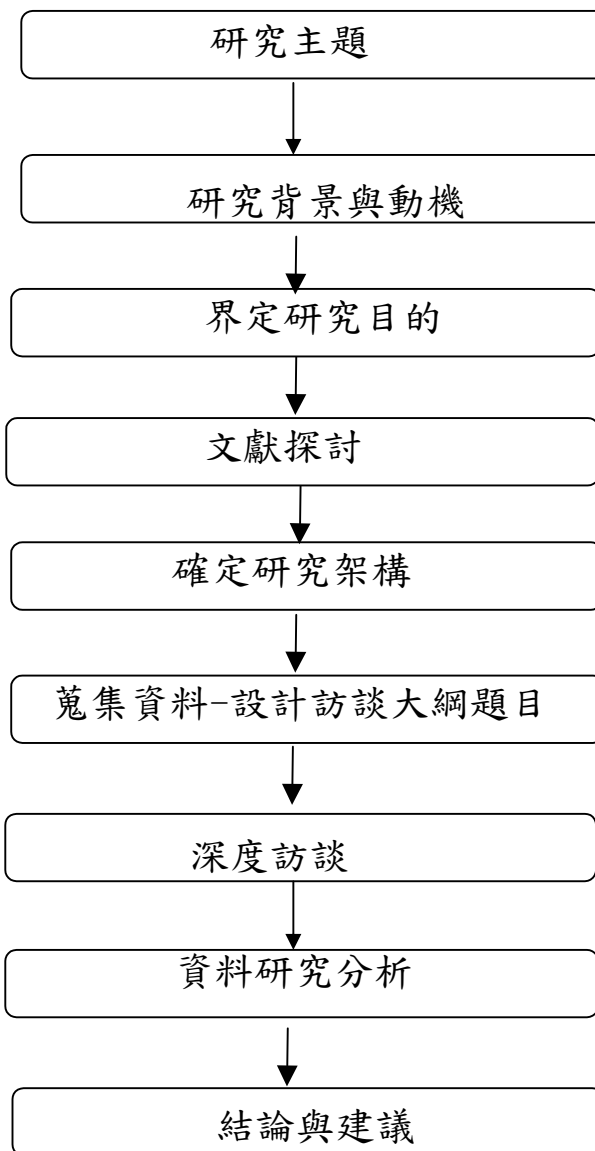 研究主題
研究背景與動機
界定研究目的
文獻探討
確定研究架構
蒐集資料-設計訪談大綱題目
深度訪談
資料研究分析
結論與建議